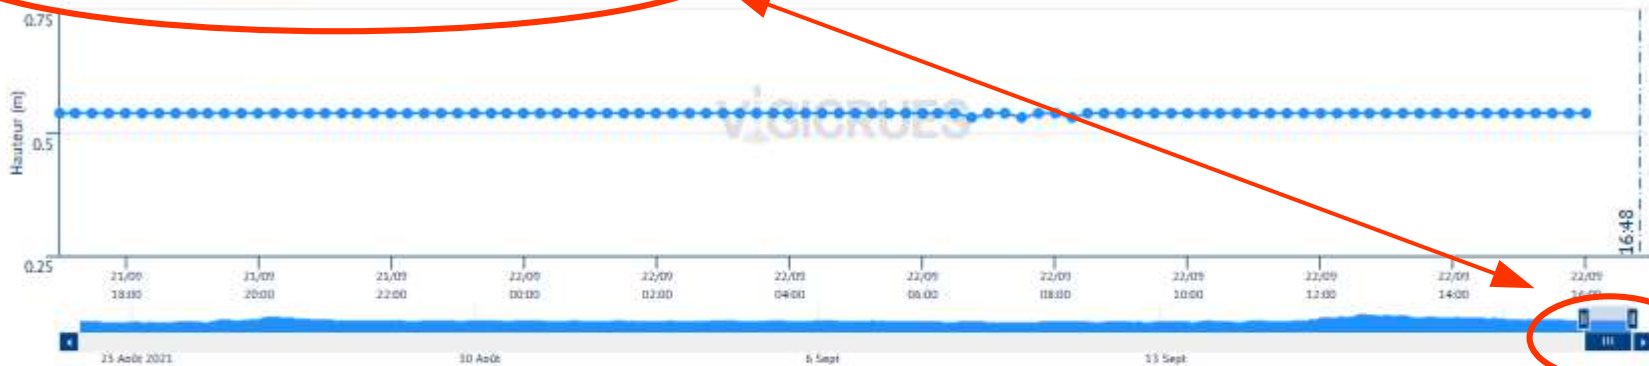 0.75
VIGICRUES
Hauteur (m)
0.5
16:48
0.25
21/09 21/09 21/09 22/09 22/09 22/09 22/09 22/09 22/09 22/09 22/09 22/09
18:00 20:00 22:00 00:00 02:00 04:00 06:00 08:00 10:00 12:00 14:00 16:00
25 Août 2021 30 Août 6 Sept 13 Sept